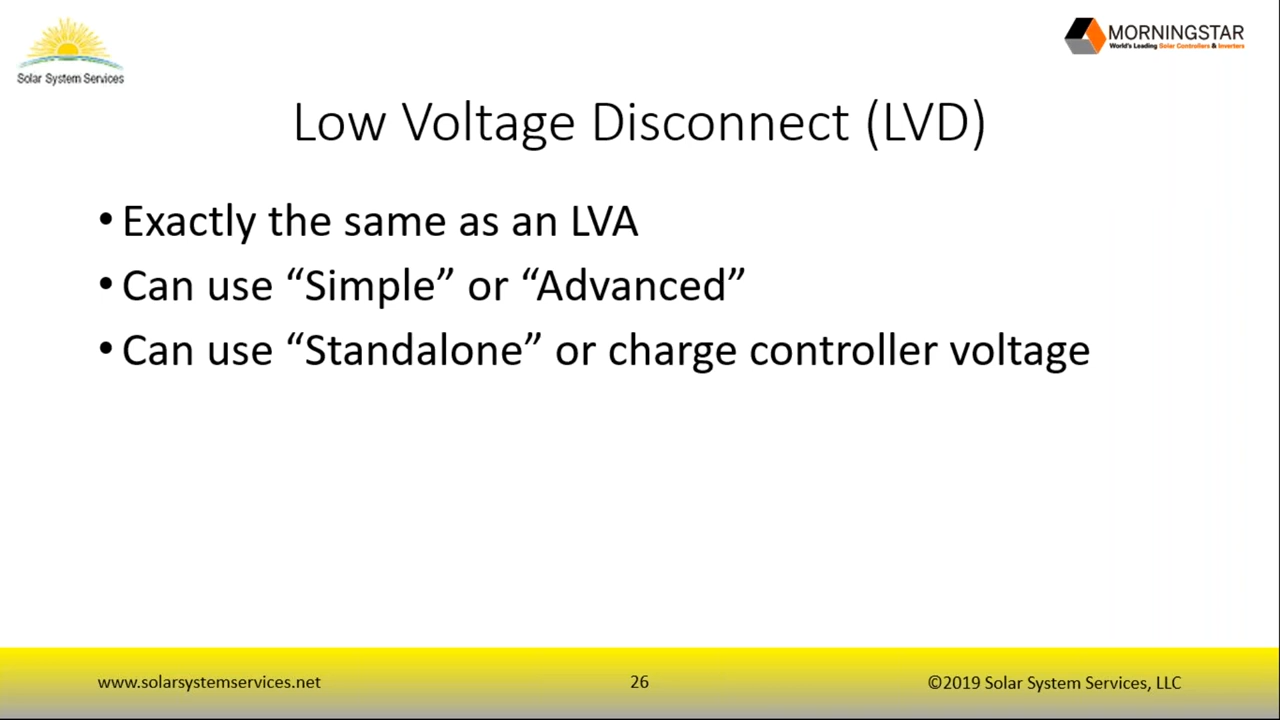 Solar System Services
MORNINGSTAR
World's Leading Solar Controllers & Inverters
Low Voltage Disconnect (LVD)
• Exactly the same as an LVA
• Can use “Simple” or “Advanced”
• Can use “Standalone” or charge controller voltage
www.solarsystemservices.net
26
©2019 Solar System Services, LLC